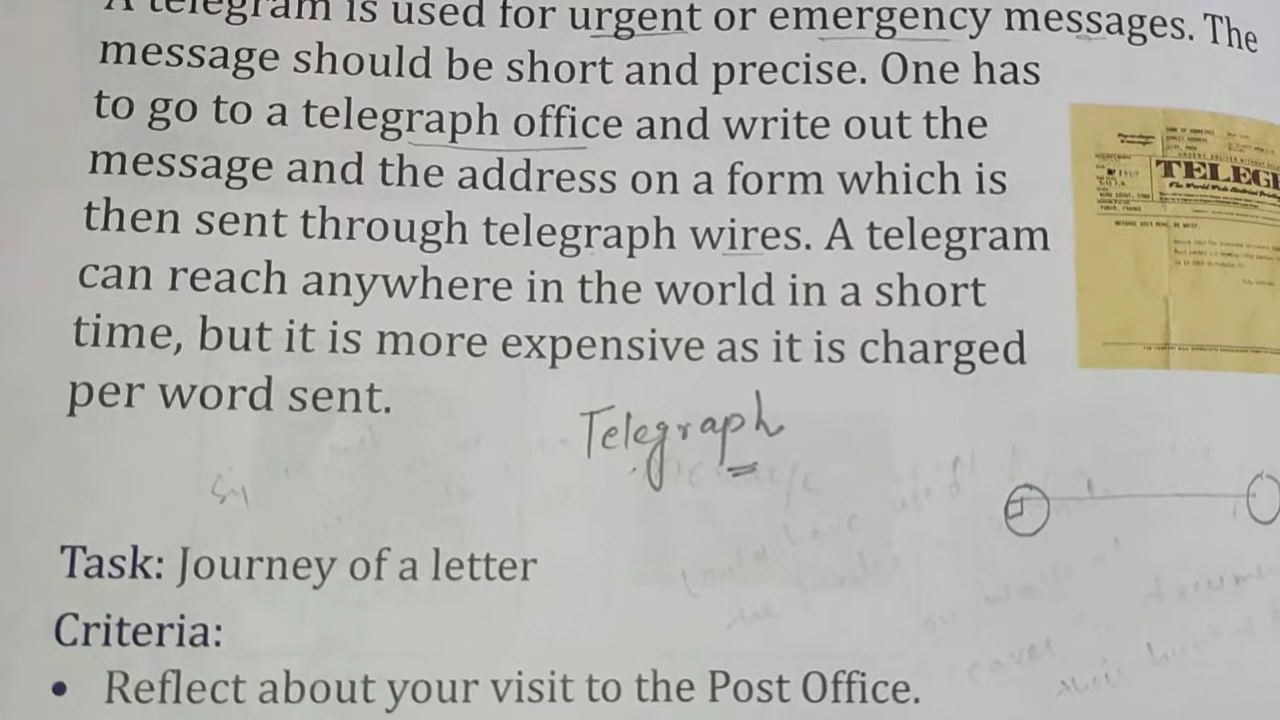 A telegram is used for urgent or emergency messages. The
message should be short and precise. One has
to go to a telegraph office and write out the
message and the address on a form which is
then sent through telegraph wires. A telegram
can reach anywhere in the world in a short
time, but it is more expensive as it is charged
per word sent.
TELEG
Telegraph
Task: Journey of a letter
Criteria:
• Reflect about your visit to the Post Office.